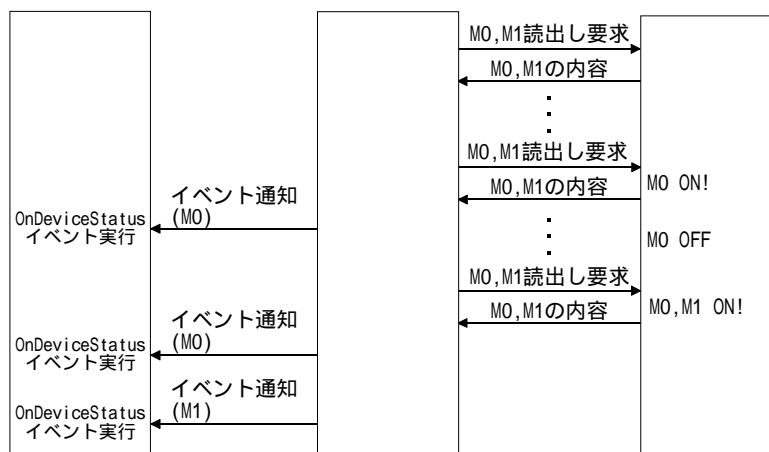 M0,M1読出し要求
M0,M1の内容
M0,M1読出し要求
イベント通知
(M0)
M0,M1の内容
M0 ON!
OnDeviceStatus
イベント実行
M0 OFF
M0,M1読出し要求
イベント通知
(M0)
M0,M1の内容
M0,M1 ON!
OnDeviceStatus
イベント実行
イベント通知
(M1)
OnDeviceStatus
イベント実行